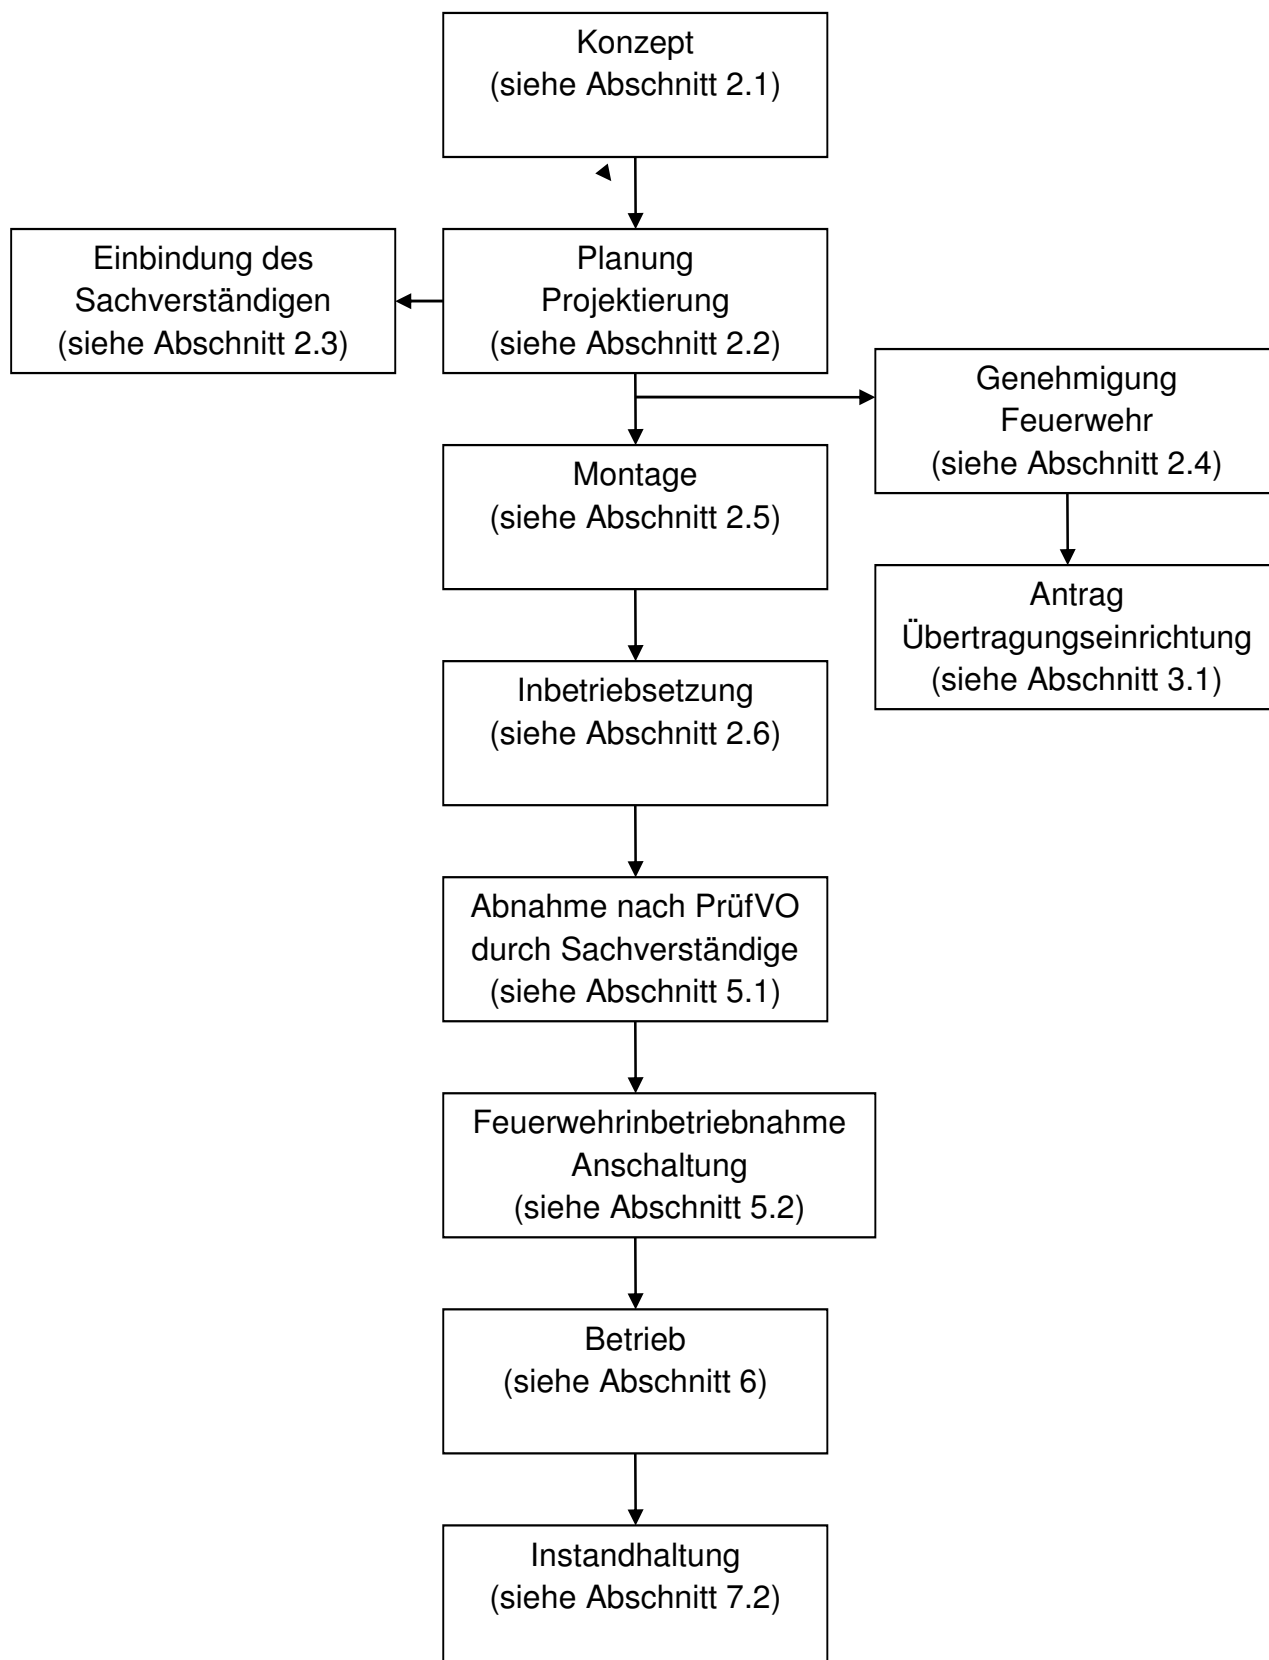 Konzept
(siehe Abschnitt 2.1)
Einbindung des
Sachverständigen
(siehe Abschnitt 2.3)
Planung
Projektierung
(siehe Abschnitt 2.2)
Genehmigung
Feuerwehr
(siehe Abschnitt 2.4)
Montage
(siehe Abschnitt 2.5)
Antrag
Übertragungseinrichtung
(siehe Abschnitt 3.1)
Inbetriebsetzung
(siehe Abschnitt 2.6)
Abnahme nach PrüfVO
durch Sachverständige
(siehe Abschnitt 5.1)
Feuerwehrinbetriebnahme
Anschaltung
(siehe Abschnitt 5.2)
Betrieb
(siehe Abschnitt 6)
Instandhaltung
(siehe Abschnitt 7.2)